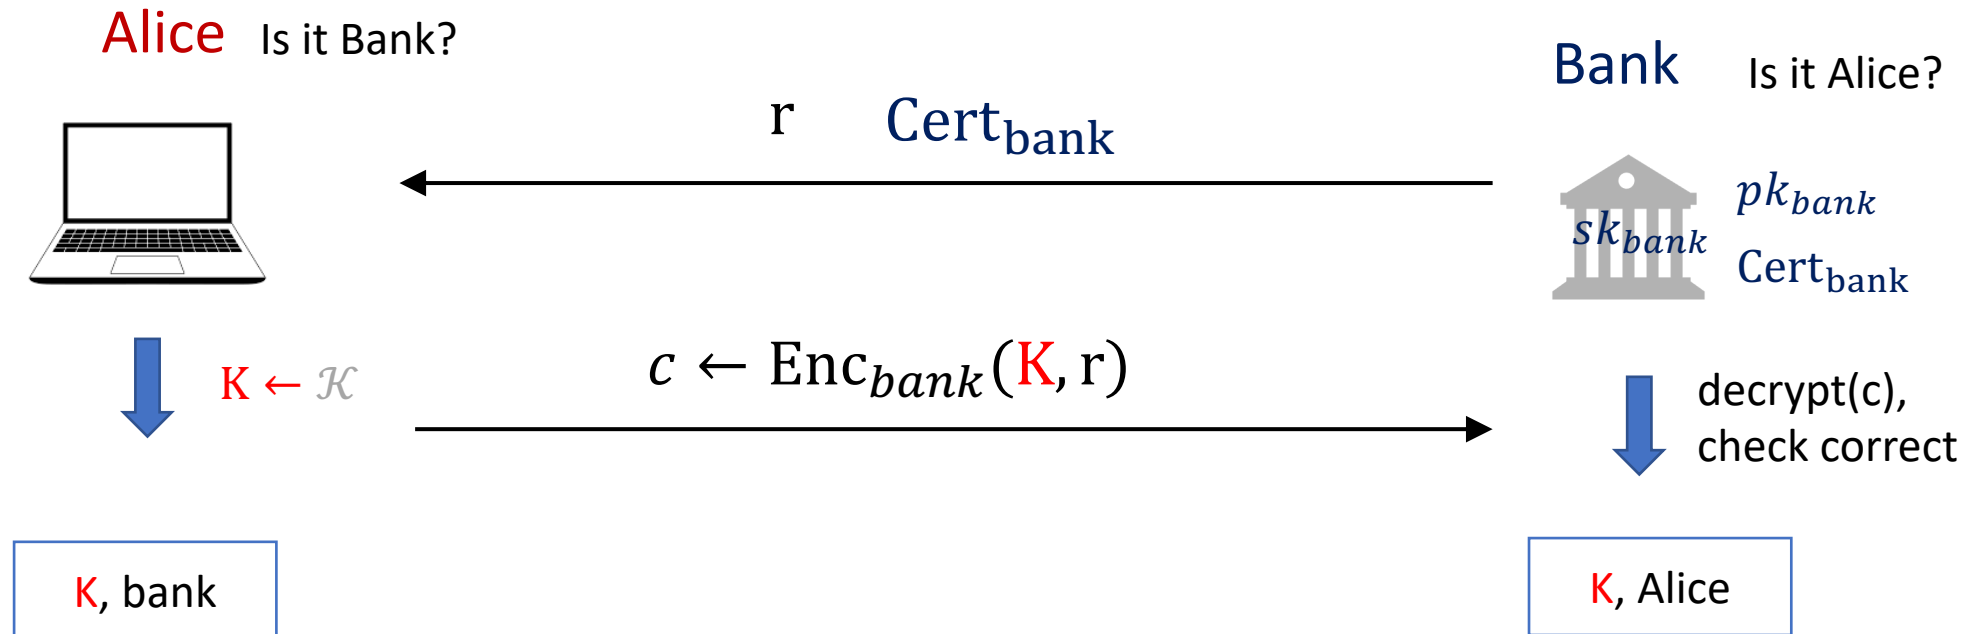 Alice Is it Bank?
Bank Is it Alice?
r Cert_bank
sk_bank
pk_bank
Cert_bank
K ← 𝒦
c ← Enc_bank(K, r)
decrypt(c),
check correct
K, bank
K, Alice